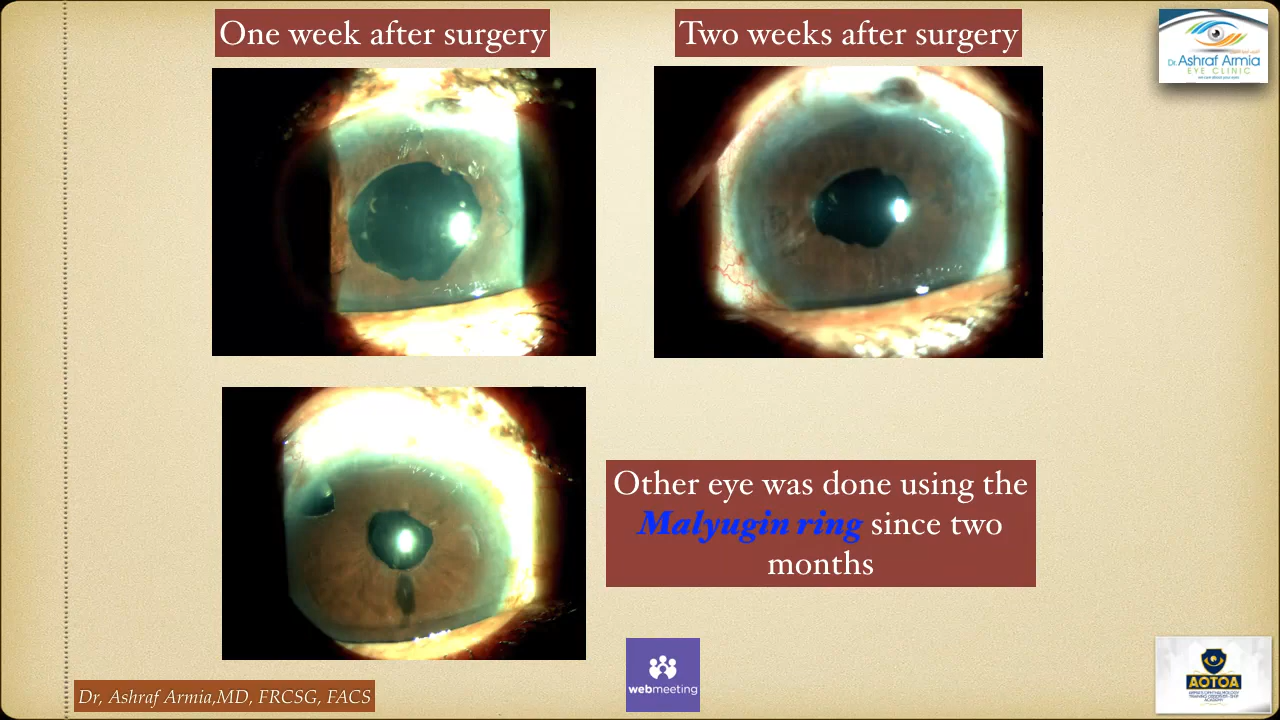 One week after surgery
Two weeks after surgery
Dr. Ashraf Armia
EYE CLINIC
Other eye was done using the
Malyugin ring since two
months
Dr, Ashraf Armia,MD, FRCSG, FACS
webmeeting
AOTOA